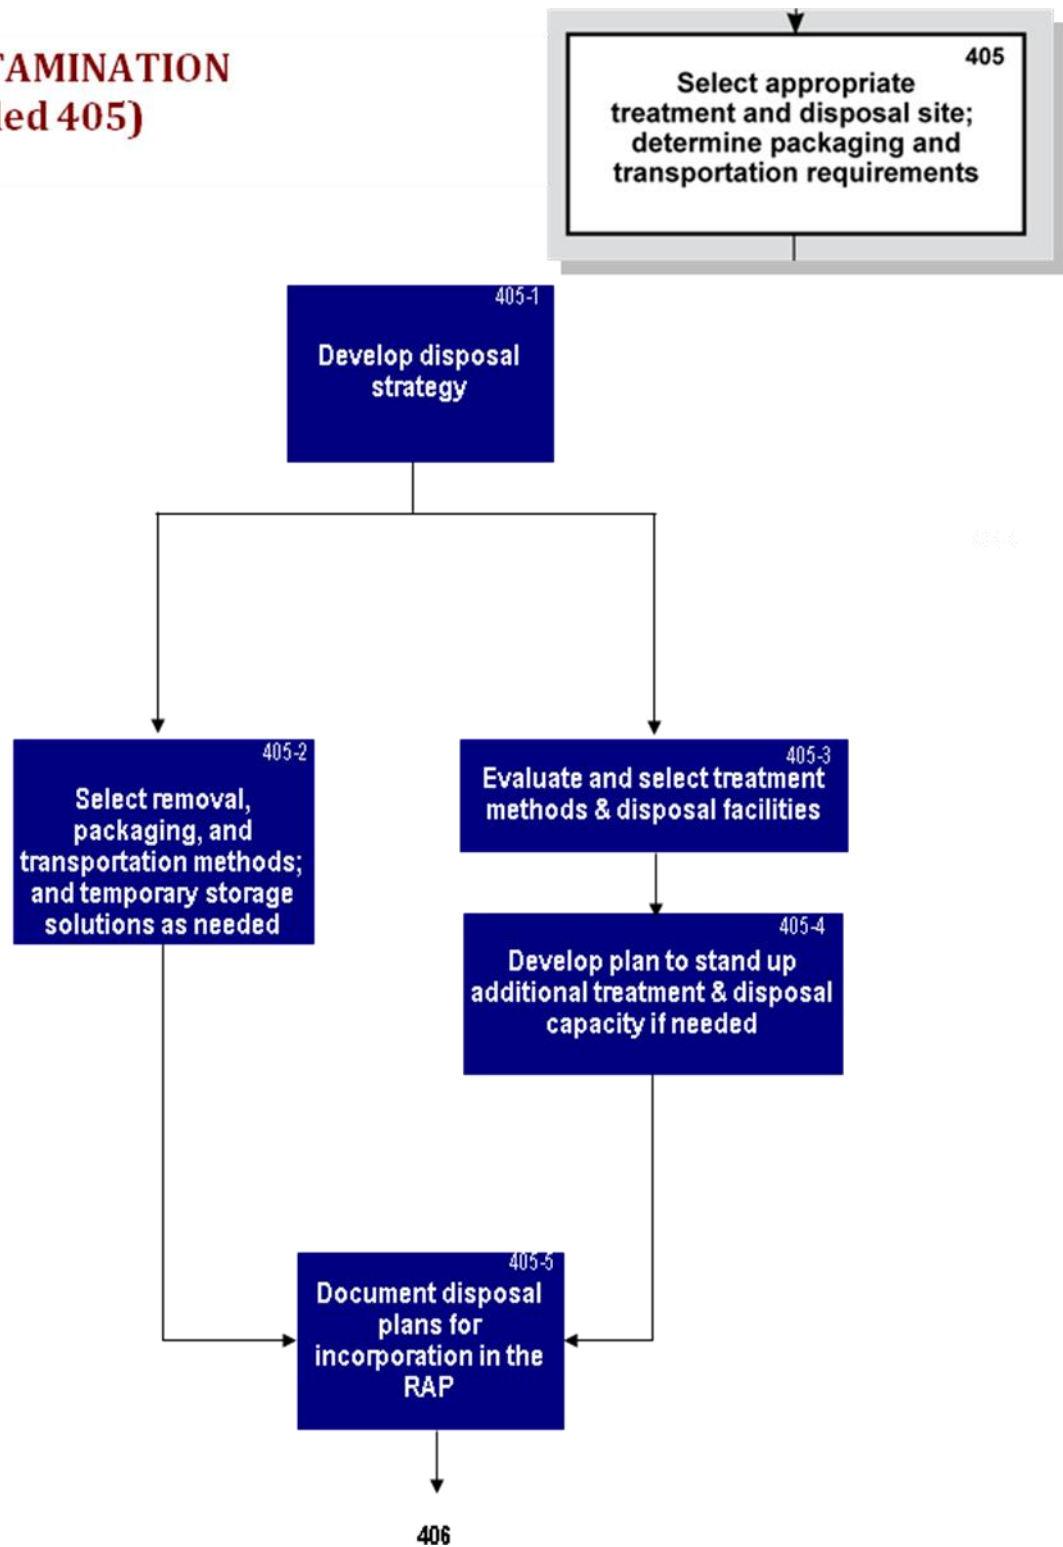 TAMINATION
led 405)
405
Select appropriate
treatment and disposal site;
determine packaging and
transportation requirements
405-1
Develop disposal
strategy
405-2
Select removal,
packaging, and
transportation methods;
and temporary storage
solutions as needed
405-3
Evaluate and select treatment
methods & disposal facilities
405-4
Develop plan to stand up
additional treatment & disposal
capacity if needed
405-5
Document disposal
plans for
incorporation in the
RAP
406